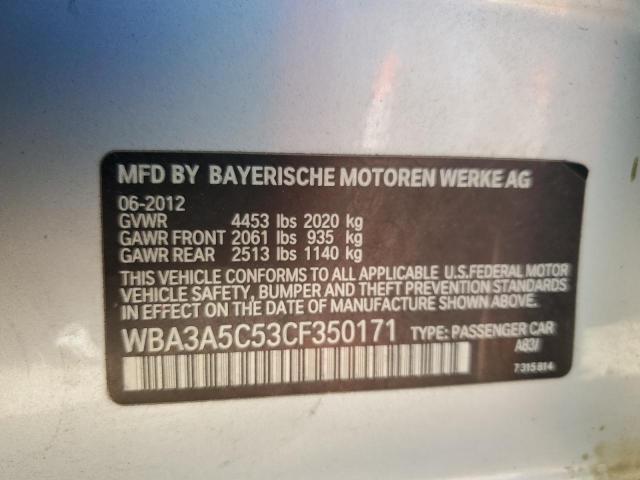 MFD BY BAYERISCHE MOTOREN WERKE AG
06-2012
GVWR 4453 lbs 2020 kg
GAWR FRONT 2061 lbs 935 kg
GAWR REAR 2513 lbs 1140 kg
THIS VEHICLE CONFORMS TO ALL APPLICABLE U.S.FEDERAL MOTOR
VEHICLE SAFETY, BUMPER AND THEFT PREVENTION STANDARDS
IN EFFECT ON THE DATE OF MANUFACTURE SHOWN ABOVE.
WBA3A5C53CF350171 TYPE: PASSENGER CAR
A83/
7315814